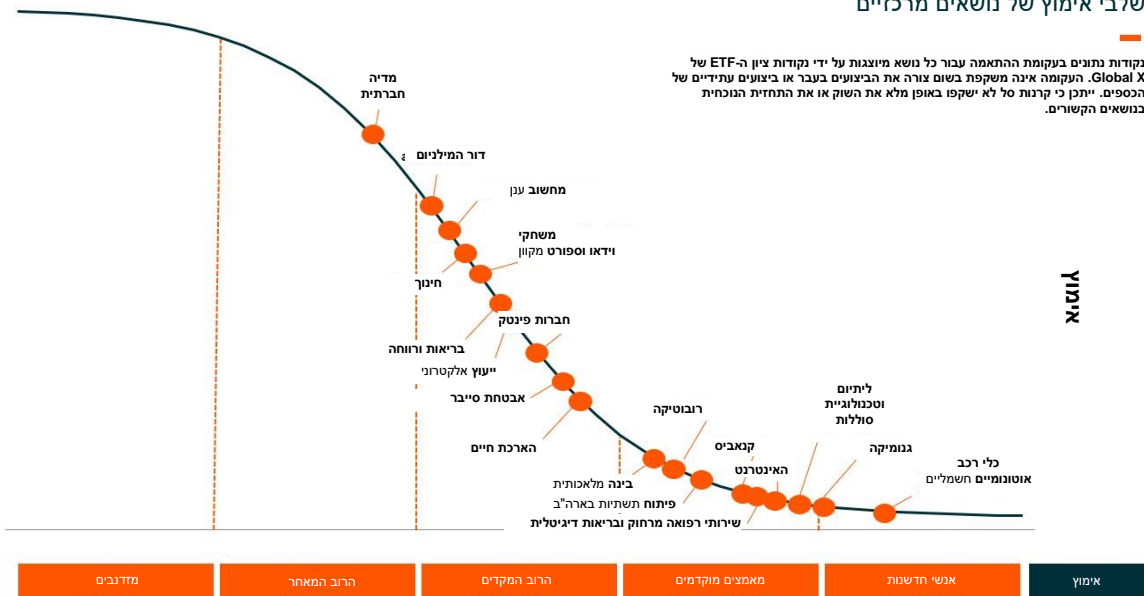 שלבי אימוץ של נושאים מרכזיים
נקודות נתונים בעקומת ההתאמה עבור כל נושא מיוצגות על ידי נקודות ציון ה-ETF של
Global X. העקומה אינה משקפת בשום צורה את הביצועים בעבר או ביצועים עתידיים של
הכספים. ייתכן כי קרנות סל לא ישקפו באופן מלא את השוק או את התחזית הנוכחית
בנושאים הקשורים.
מדיה
חברתית
דור המילניום
מחשוב ענן
משחקי
וידאו וספורט מקוון
חינוך
חברות פינטק
בריאות ורווחה
ייעוץ אלקטרוני
אבטחת סייבר
הארכת חיים
רובוטיקה
בינה מלאכותית
פיתוח תשתיות בארה"ב
שירותי רפואה מרחוק ובריאות דיגיטלית
קנאביס
האינטרנט
ליתיום
וטכנולוגיית
סוללות
גנומיקה
כלי רכב
אוטונומיים חשמליים
אימוץ
אימוץ
אנשי חדשנות
מאמצים מוקדמים
הרוב המקדים
הרוב המאחר
מזדנבים